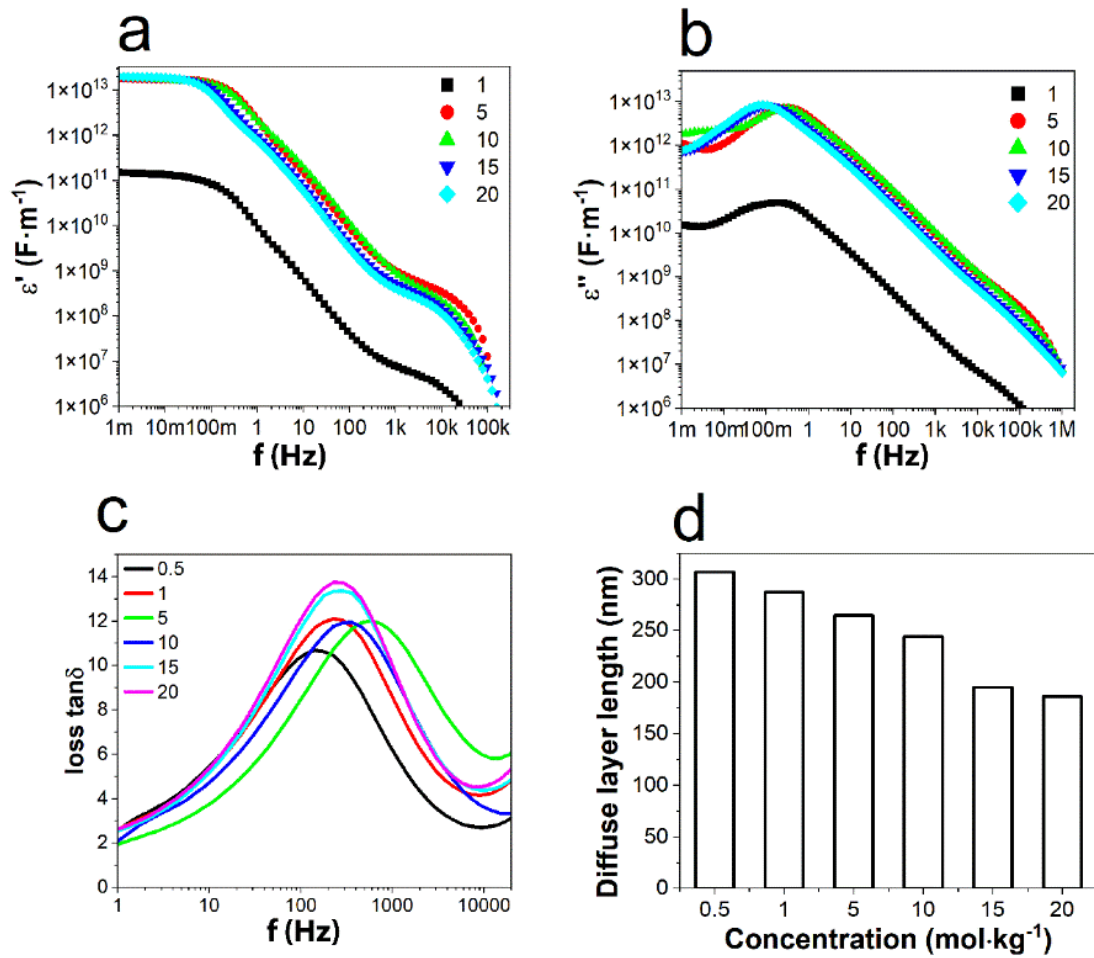 a
1×10¹³
1×10¹²
1×10¹¹
1×10¹⁰
1×10⁹
1×10⁸
1×10⁷
1×10⁶
ε' (F·m⁻¹)
1
5
10
15
20
1m 10m 100m 1 10 100 1k 10k 100k
f (Hz)
b
1×10¹³
1×10¹²
1×10¹¹
1×10¹⁰
1×10⁹
1×10⁸
1×10⁷
1×10⁶
ε'' (F·m⁻¹)
1
5
10
15
20
1m 10m 100m 1 10 100 1k 10k 100k 1M
f (Hz)
c
14
12
10
8
6
4
2
0
loss tanδ
0.5
1
5
10
15
20
1 10 100 1000 10000
f (Hz)
d
300
250
200
150
100
50
0
Diffuse layer length (nm)
0.5 1 5 10 15 20
Concentration (mol·kg⁻¹)